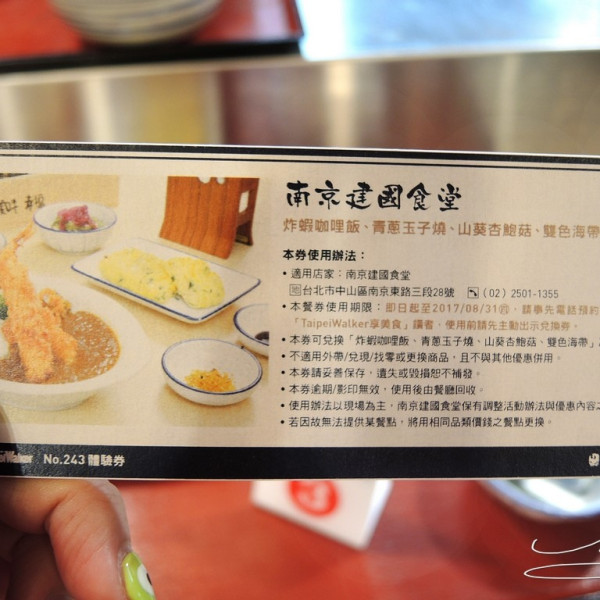 南京建國食堂
炸蝦咖哩飯、青蔥玉子燒、山葵杏鮑菇、雙色海帶
本券使用辦法：
• 適用店家：南京建國食堂
地 台北市中山區南京東路三段28號 （02）2501-1355
• 本餐券使用期限：即日起至2017/08/31㊊，請事先電話預約
「TaipeiWalker享美食」讀者，使用前請先主動出示兌換券。
• 本券可兌換「炸蝦咖哩飯、青蔥玉子燒、山葵杏鮑菇、雙色海帶」
不適用外帶/兌現/找零或更換商品，且不與其他優惠併用。
• 本券請妥善保存，遺失或毀損恕不補發。
• 本券逾期/影印無效，使用後由餐廳回收。
• 使用辦法以現場為主，南京建國食堂保有調整活動辦法與優惠內容之
• 若因故無法提供某餐點，將用相同品類價錢之餐點更換。
Walker No.243 體驗券